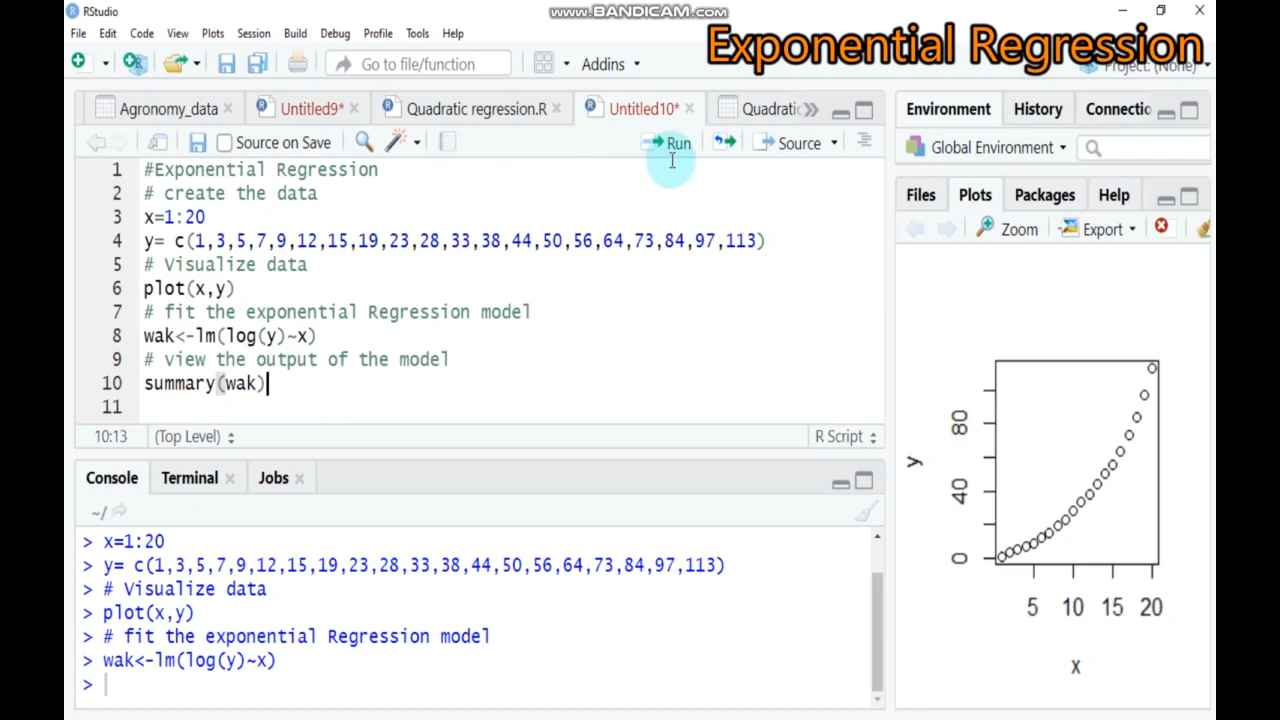 RStudio
www.BANDICAM.com
File Edit Code View Plots Session Build Debug Profile Tools Help
Exponential Regression
Go to file/function
Addins
Project: (None)
Agronomy_data
Untitled9*
Quadratic regression.R
Untitled10*
Quadratic
Source on Save
Run
Source
1 #Exponential Regression
2 # create the data
3 x=1:20
4 y= c(1,3,5,7,9,12,15,19,23,28,33,38,44,50,56,64,73,84,97,113)
5 # Visualize data
6 plot(x,y)
7 # fit the exponential Regression model
8 wak<-lm(log(y)~x)
9 # view the output of the model
10 summary(wak)
11
10:13 (Top Level) R Script
Console Terminal Jobs
~/
> x=1:20
> y= c(1,3,5,7,9,12,15,19,23,28,33,38,44,50,56,64,73,84,97,113)
> # Visualize data
> plot(x,y)
> # fit the exponential Regression model
> wak<-lm(log(y)~x)
>
Environment History Connectio
Global Environment
Files Plots Packages Help
Zoom Export
80
40
0
y
5 10 15 20
x